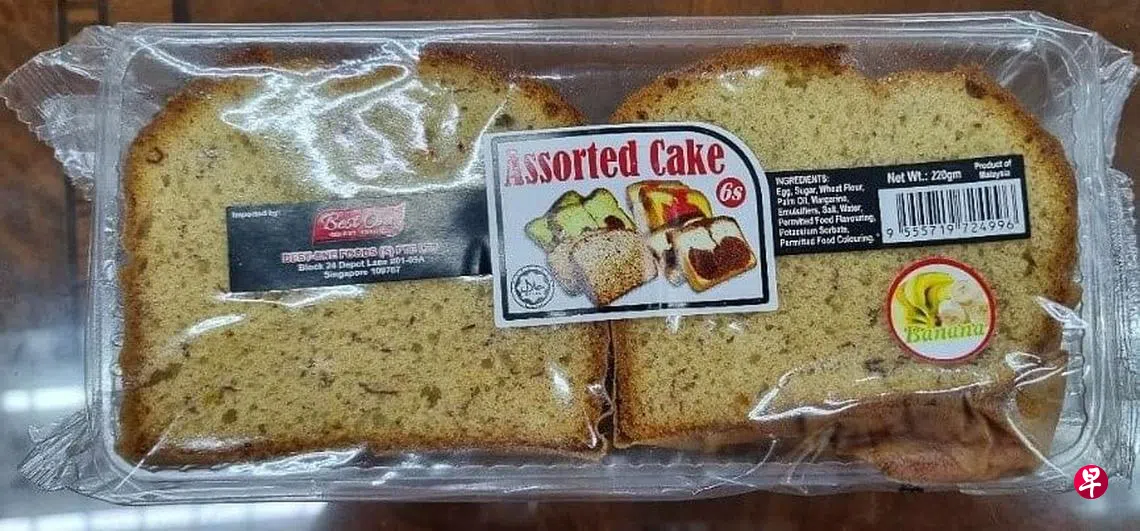 Assorted Cake
6s
Imported by:
Best One
BEST-ONE FOODS (S) PTE LTD
Block 24 Depot Lane #01-05A
Singapore 109767
INGREDIENTS:
Egg, Sugar, Wheat Flour,
Palm Oil, Margarine,
Emulsifiers, Salt, Water,
Permitted Food Flavouring,
Potassium Sorbate,
Permitted Food Colouring.
Net Wt.: 220gm
Product of
Malaysia
9 555719 724996
Banana
早